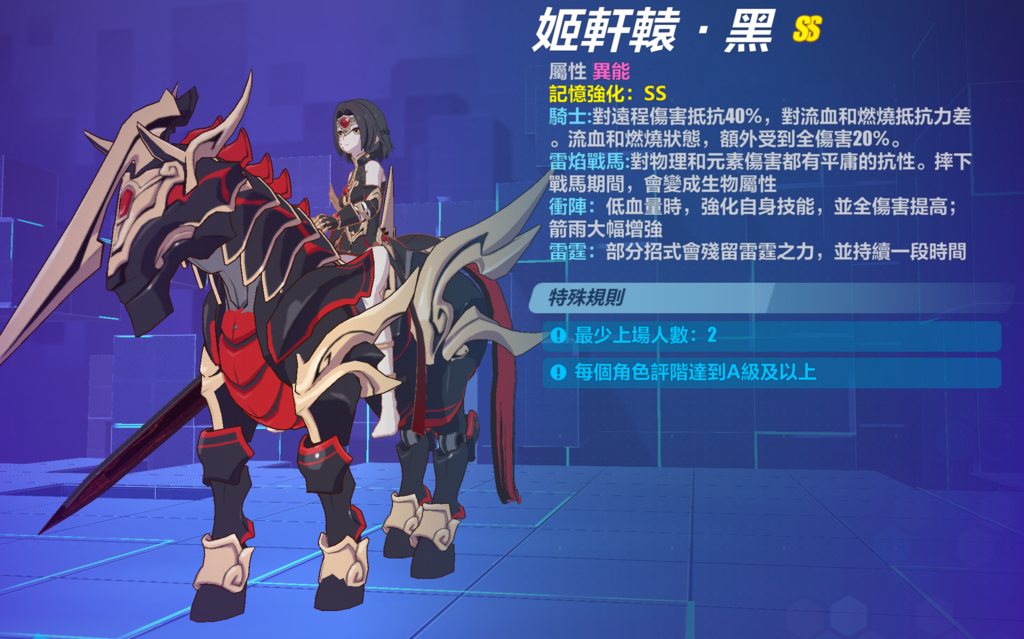 姬軒轅·黑 SS
屬性 異能
記憶強化：SS
騎士:對遠程傷害抵抗40%，對流血和燃燒抵抗力差
。流血和燃燒狀態，額外受到全傷害20%。
雷焰戰馬:對物理和元素傷害都有平庸的抗性。摔下
戰馬期間，會變成生物屬性
衝陣：低血量時，強化自身技能，並全傷害提高；
箭雨大幅增強
雷霆：部分招式會殘留雷霆之力，並持續一段時間
特殊規則
最少上場人數：2
每個角色評階達到A級及以上